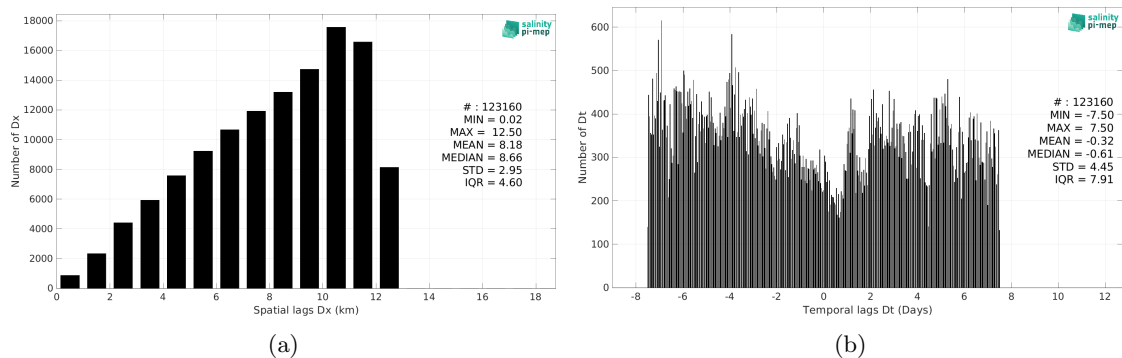 18000
16000
14000
12000
10000
8000
6000
4000
2000
0
Number of Dx
salinity
pi-mep
# : 123160
MIN = 0.02
MAX = 12.50
MEAN = 8.18
MEDIAN = 8.66
STD = 2.95
IQR = 4.60
0 2 4 6 8 10 12 14 16 18
Spatial lags Dx (km)
(a)
600
500
400
300
200
100
0
Number of Dt
salinity
pi-mep
# : 123160
MIN = -7.50
MAX = 7.50
MEAN = -0.32
MEDIAN = -0.61
STD = 4.45
IQR = 7.91
-8 -6 -4 -2 0 2 4 6 8 10 12
Temporal lags Dt (Days)
(b)